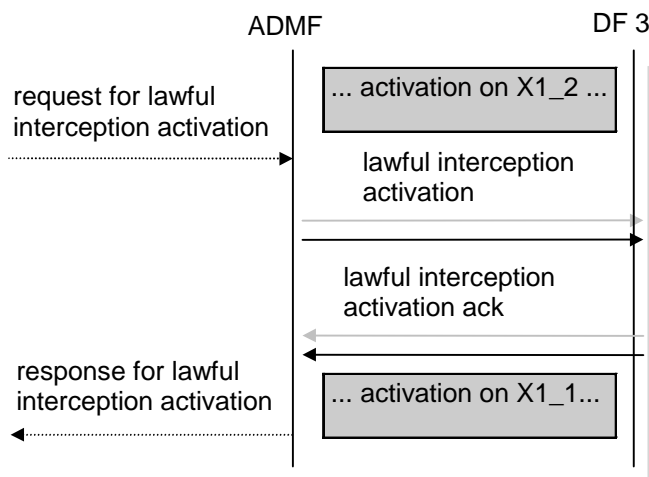 ADMF
DF 3
... activation on X1_2 ...
request for lawful
interception activation
lawful interception
activation
lawful interception
activation ack
response for lawful
interception activation
... activation on X1_1...